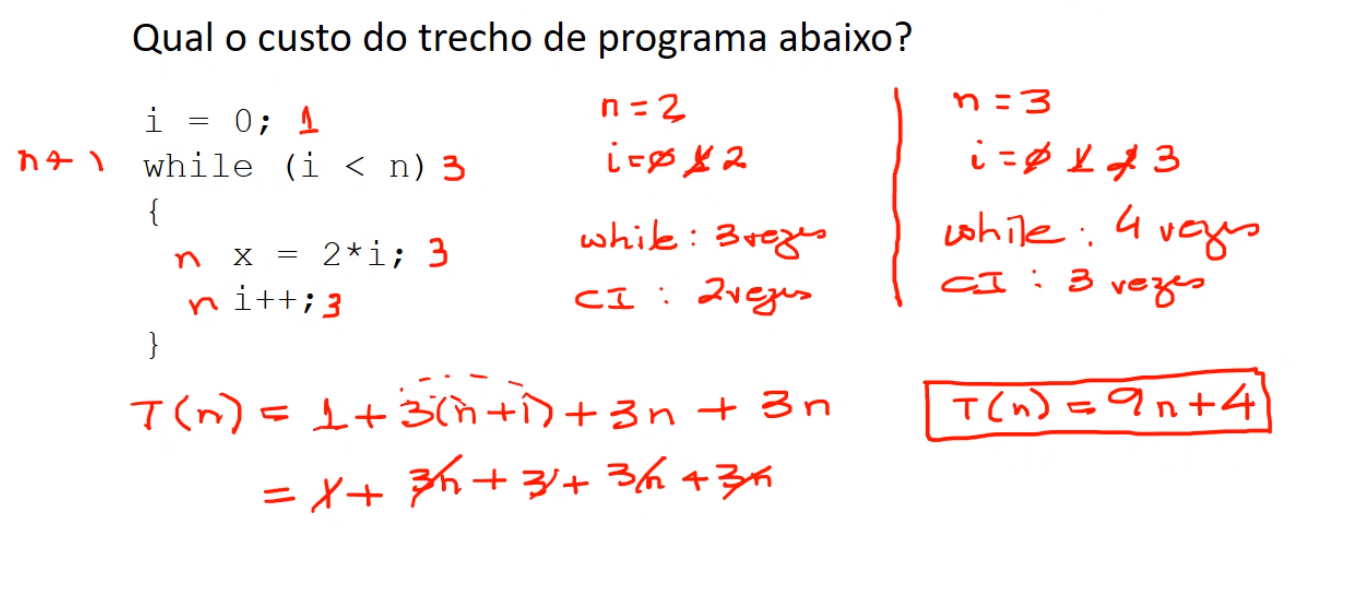 Qual o custo do trecho de programa abaixo?
i = 0; 1
n+1 while (i < n) 3
{
n x = 2*i; 3
n i++; 3
}
n = 2
i = 0 1 2
while : 3 vezes
CI : 2 vezes
n = 3
i = 0 1 2 3
while : 4 vezes
CI : 3 vezes
T(n) = 1 + 3(n+1) + 3n + 3n
= 1 + 3n + 3 + 3n + 3n
T(n) = 9n+4